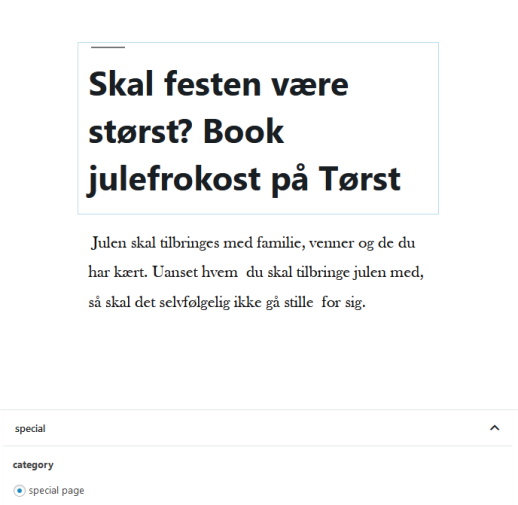 Skal festen være
størst? Book
julefrokost på Tørst
Julen skal tilbringes med familie, venner og de du
har kært. Uanset hvem  du skal tilbringe julen med,
så skal det selvfølgelig ikke gå stille  for sig.
special
category
special page